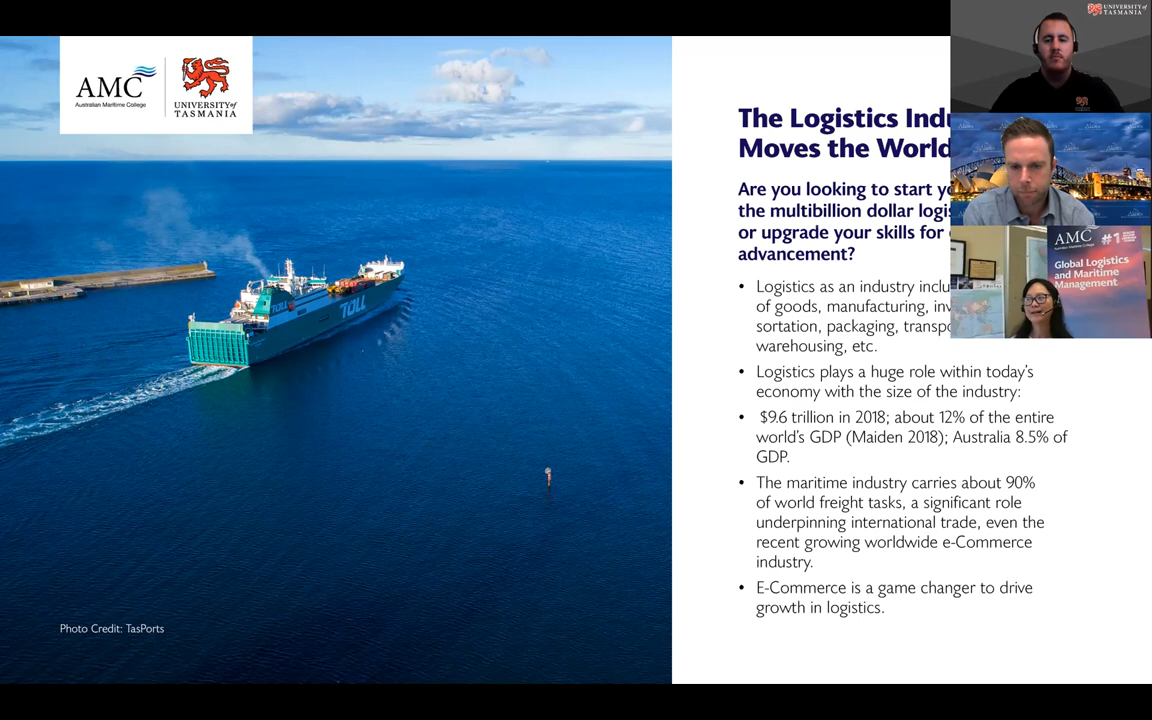 AMC
Australian Maritime College
UNIVERSITY of
TASMANIA
TOLL
TOLL
Photo Credit: TasPorts
The Logistics
Moves the World
Are you looking to start
the multibillion dollar
or upgrade your skills for
advancement?
• Logistics as an industry
of goods, manufacturing,
sortation, packaging,
warehousing, etc.
• Logistics plays a huge role within today's
economy with the size of the industry:
• $9.6 trillion in 2018; about 12% of the entire
world's GDP (Maiden 2018); Australia 8.5% of
GDP.
• The maritime industry carries about 90%
of world freight tasks, a significant role
underpinning international trade, even the
recent growing worldwide e-Commerce
industry.
• E-Commerce is a game changer to drive
growth in logistics.
UNIVERSITY of
TASMANIA
AMC
#1
Global Logistics
and Maritime
Management